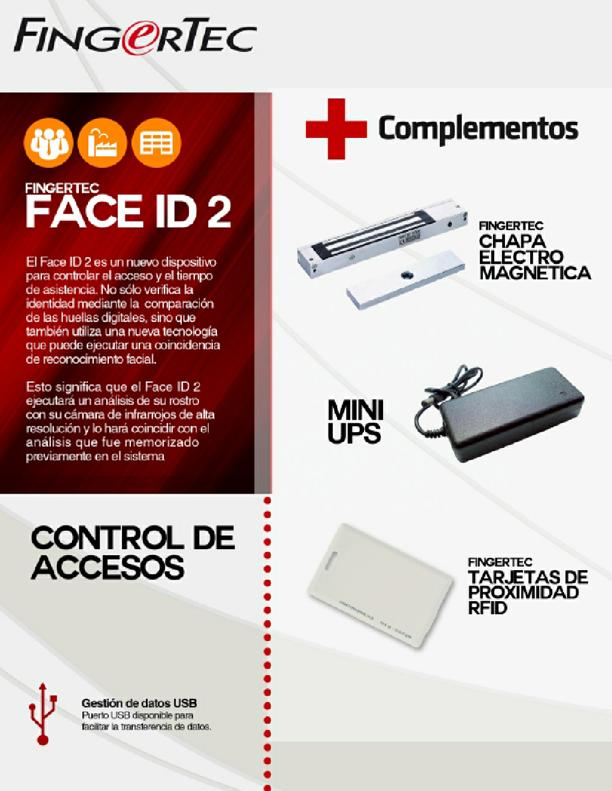 FINGERTEC
FINGERTEC
FACE ID 2
El Face ID 2 es un nuevo dispositivo
para controlar el acceso y el tiempo
de asistencia. No sólo verifica la
identidad mediante la comparación
de las huellas digitales, sino que
también utiliza una nueva tecnología
que puede ejecutar una coincidencia
de reconocimiento facial.
Esto significa que el Face ID 2
ejecutará un análisis de su rostro
con su cámara de infrarrojos de alta
resolución y lo hará coincidir con el
análisis que fue memorizado
previamente en el sistema
CONTROL DE
ACCESOS
Gestión de datos USB
Puerto USB disponible para
facilitar la transferencia de datos.
Complementos
FINGERTEC
CHAPA
ELECTRO
MAGNETICA
MINI
UPS
FINGERTEC
TARJETAS DE
PROXIMIDAD
RFID